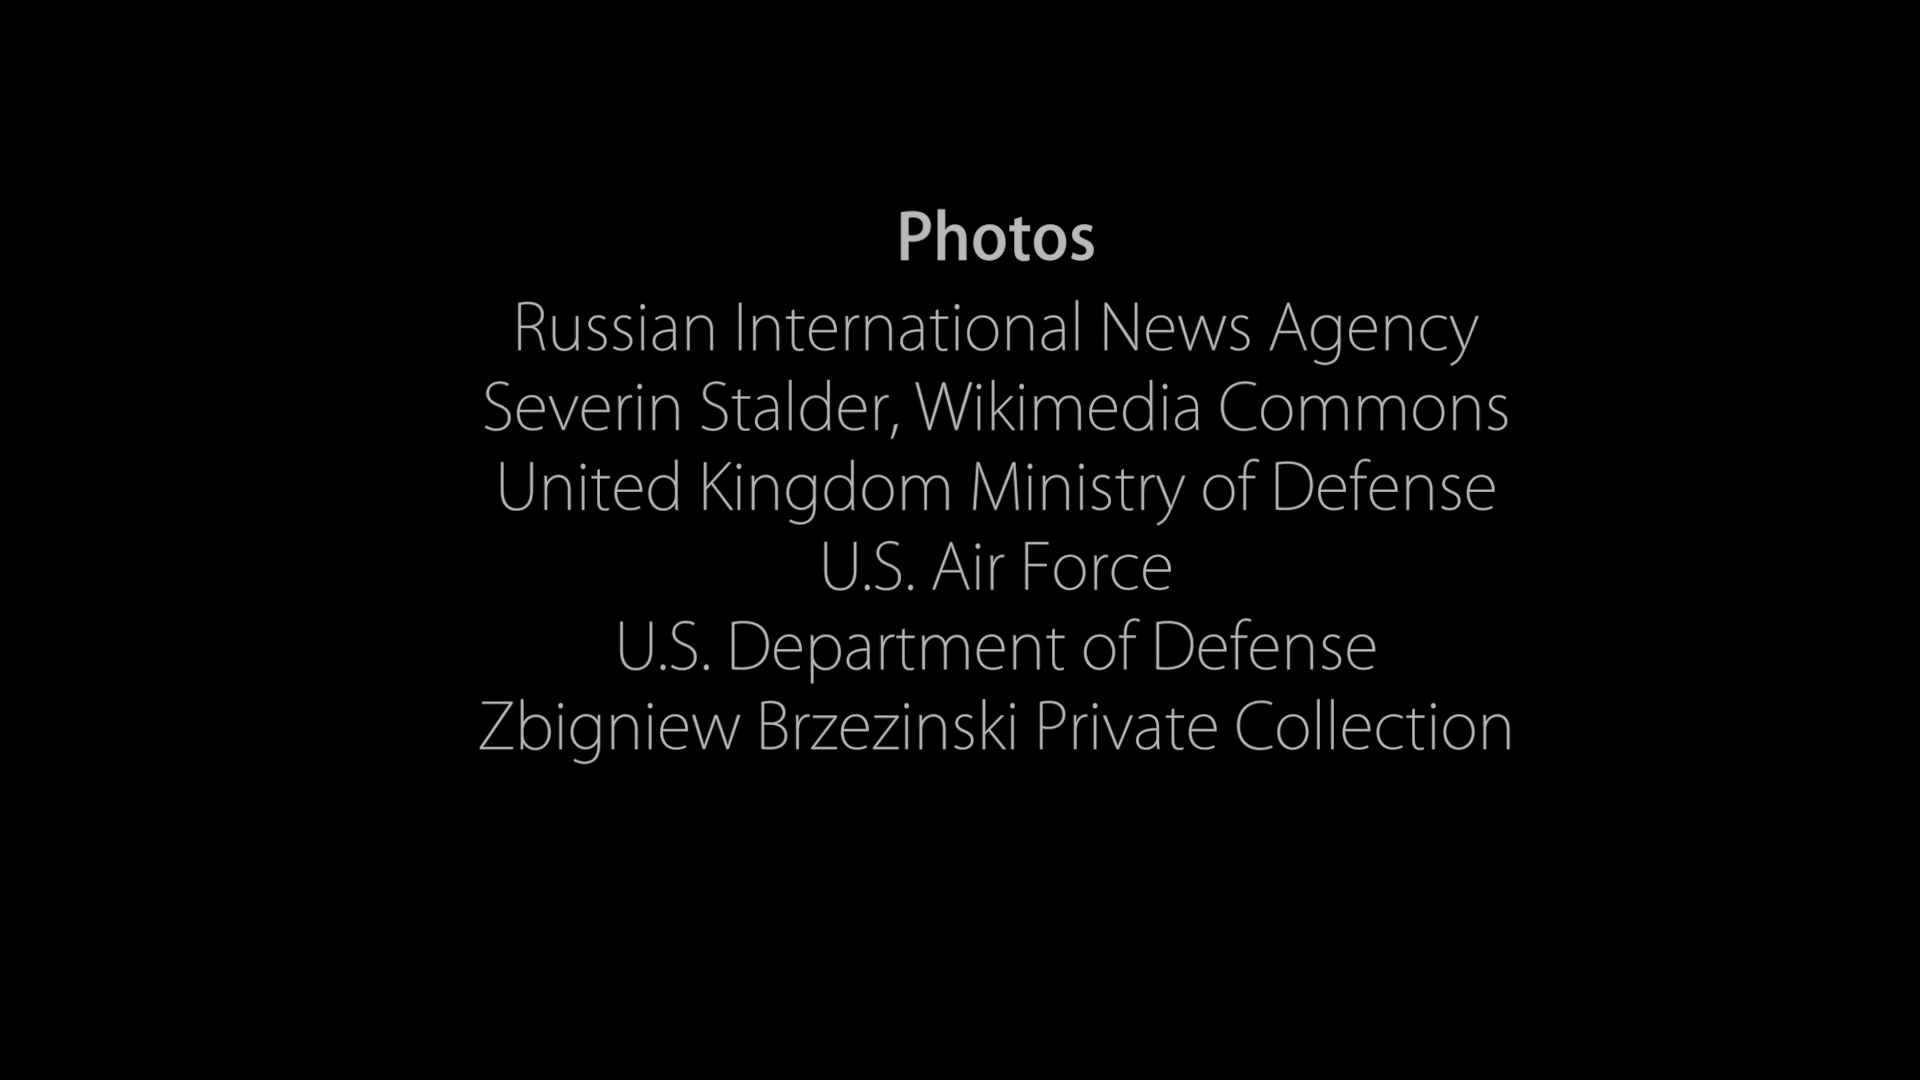 Photos
Russian International News Agency
Severin Stalder, Wikimedia Commons
United Kingdom Ministry of Defense
U.S. Air Force
U.S. Department of Defense
Zbigniew Brzezinski Private Collection